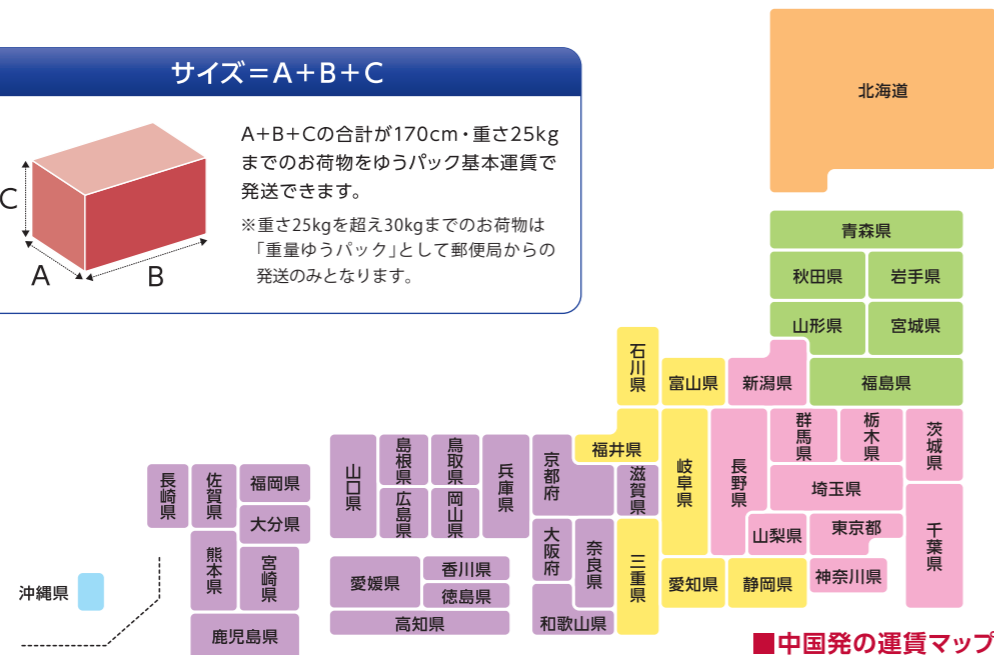 サイズ＝A＋B＋C
A＋B＋Cの合計が170cm・重さ25kg
までのお荷物をゆうパック基本運賃で
発送できます。
※重さ25kgを超え30kgまでのお荷物は
「重量ゆうパック」として郵便局からの
発送のみとなります。
C
A
B
北海道
青森県
秋田県
岩手県
山形県
宮城県
福島県
石川県
富山県
新潟県
福井県
岐阜県
長野県
群馬県
栃木県
茨城県
埼玉県
山梨県
東京都
千葉県
神奈川県
愛知県
静岡県
三重県
滋賀県
京都府
大阪府
奈良県
和歌山県
兵庫県
鳥取県
岡山県
島根県
広島県
山口県
愛媛県
香川県
徳島県
高知県
福岡県
佐賀県
長崎県
大分県
熊本県
宮崎県
鹿児島県
沖縄県
■中国発の運賃マップ